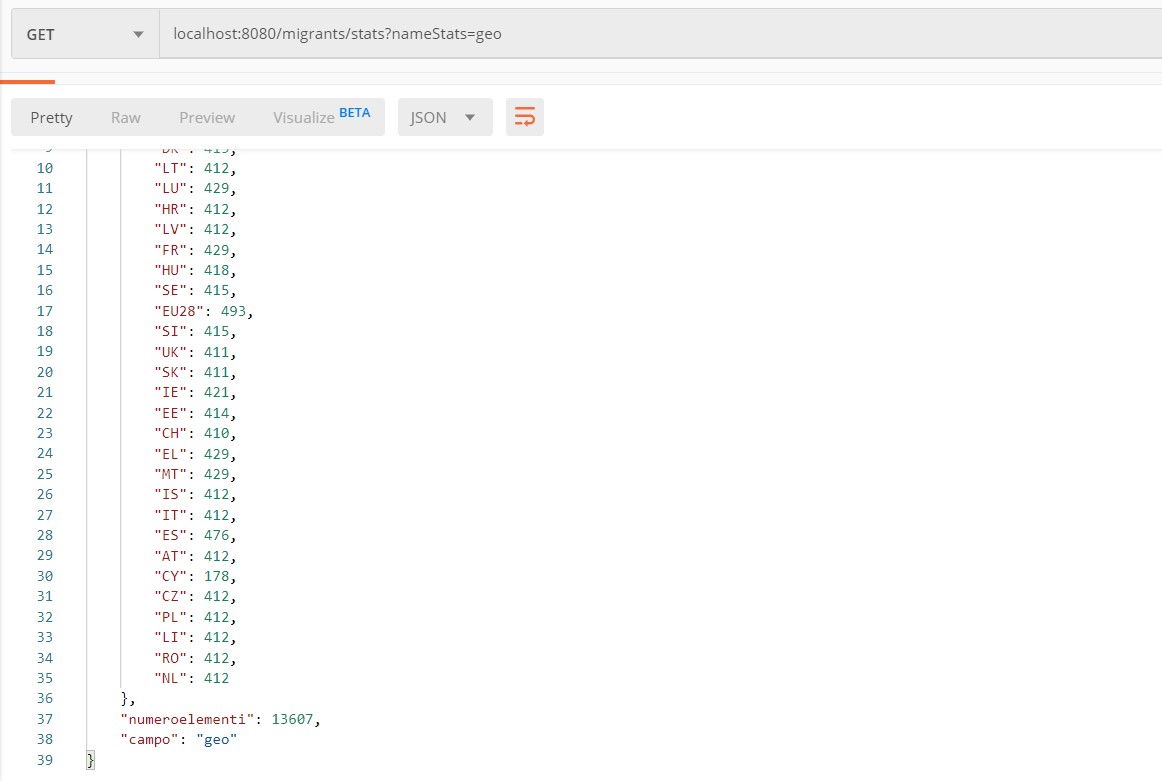 GET localhost:8080/migrants/stats?nameStats=geo
Pretty Raw Preview Visualize BETA JSON
10 "LT": 412,
11 "LU": 429,
12 "HR": 412,
13 "LV": 412,
14 "FR": 429,
15 "HU": 418,
16 "SE": 415,
17 "EU28": 493,
18 "SI": 415,
19 "UK": 411,
20 "SK": 411,
21 "IE": 421,
22 "EE": 414,
23 "CH": 410,
24 "EL": 429,
25 "MT": 429,
26 "IS": 412,
27 "IT": 412,
28 "ES": 476,
29 "AT": 412,
30 "CY": 178,
31 "CZ": 412,
32 "PL": 412,
33 "LI": 412,
34 "RO": 412,
35 "NL": 412
36 },
37 "numeroelementi": 13607,
38 "campo": "geo"
39 }